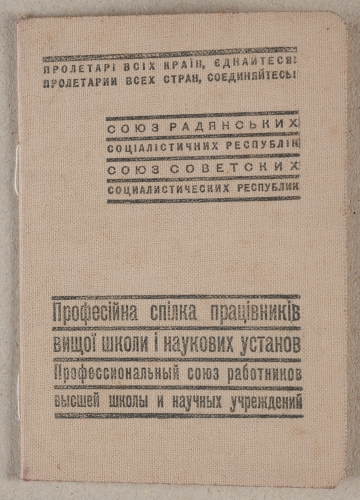 ПРОЛЕТАРІ ВСІХ КРАЇН, ЄДНАЙТЕСЯ!
ПРОЛЕТАРИИ ВСЕХ СТРАН, СОЕДИНЯЙТЕСЬ!
СОЮЗ РАДЯНСЬКИХ
СОЦІАЛІСТИЧНИХ РЕСПУБЛІК
СОЮЗ СОВЕТСКИХ
СОЦИАЛИСТИЧЕСКИХ РЕСПУБЛИК
Професійна спілка працівників
вищої школи і наукових установ
Профессиональный союз работников
высшей школы и научных учреждений